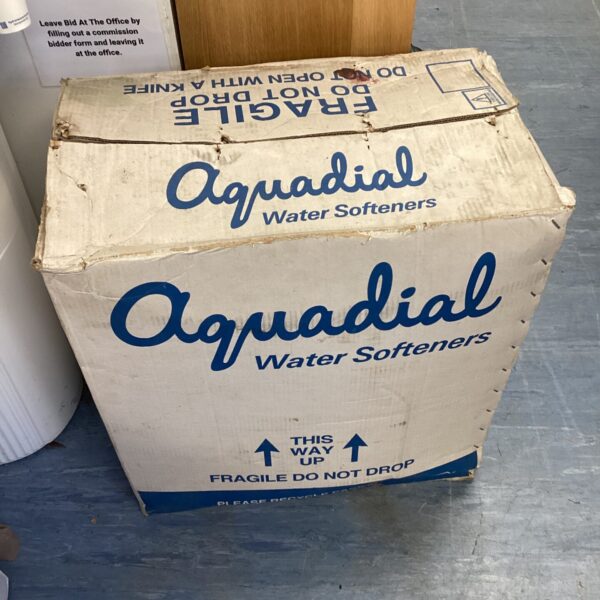 Leave Bid At The Office by
filling out a commission
bidder form and leaving it
at the office.
DO NOT OPEN WITH A KNIFE
DO NOT DROP
FRAGILE
Aquadial
Water Softeners
Aquadial
Water Softeners
THIS
WAY
UP
FRAGILE DO NOT DROP
PLEASE RECYCLE